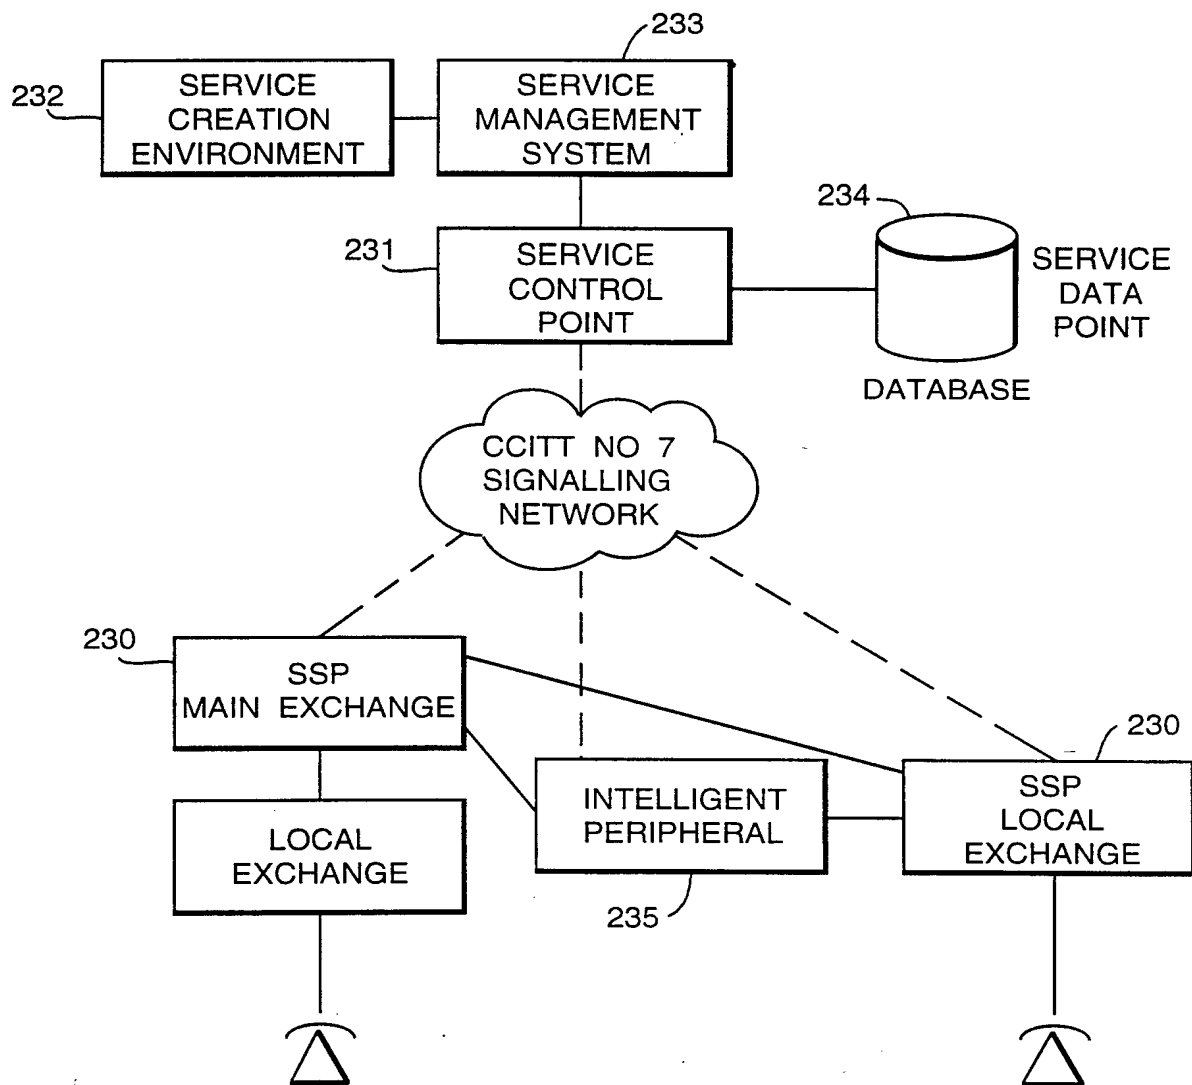 233
232
SERVICE
CREATION
ENVIRONMENT
SERVICE
MANAGEMENT
SYSTEM
234
231
SERVICE
CONTROL
POINT
SERVICE
DATA
POINT
DATABASE
CCITT NO 7
SIGNALLING
NETWORK
230
SSP
MAIN EXCHANGE
230
INTELLIGENT
PERIPHERAL
SSP
LOCAL
EXCHANGE
LOCAL
EXCHANGE
235